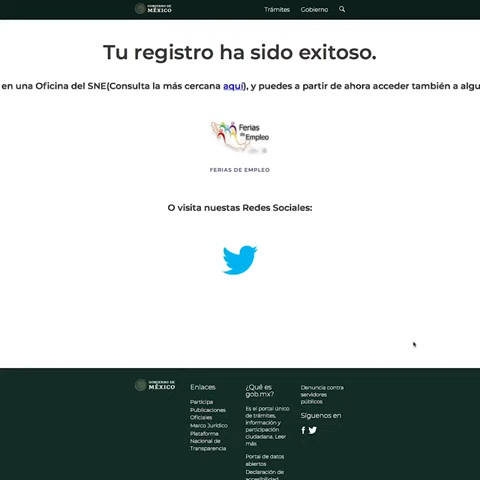 GOBIERNO DE
MÉXICO
Trámites
Gobierno
Tu registro ha sido exitoso.
en una Oficina del SNE(Consulta la más cercana aquí), y puedes a partir de ahora acceder también a algu
Ferias
de
Empleo
FERIAS DE EMPLEO
O visita nuestas Redes Sociales:
GOBIERNO DE
MÉXICO
Enlaces
Participa
Publicaciones
Oficiales
Marco Jurídico
Plataforma
Nacional de
Transparencia
¿Qué es
gob.mx?
Es el portal único
de trámites,
información y
participación
ciudadana. Leer
más
Portal de datos
abiertos
Declaración de
accesibilidad
Denuncia contra
servidores
públicos
Síguenos en